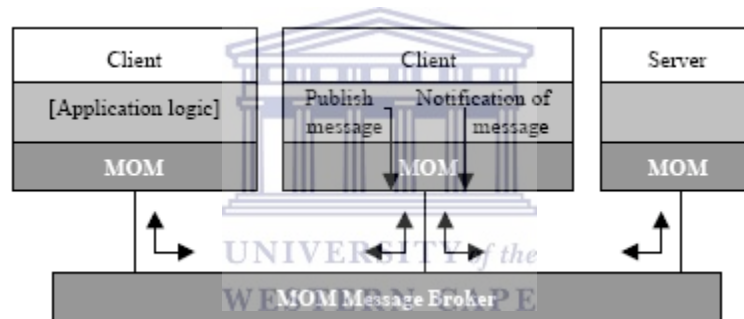 Client
[Application logic]
MOM
Client
Publish message
Notification of message
MOM
Server
MOM
UNIVERSITY of the
WESTERN CAPE
MOM Message Broker